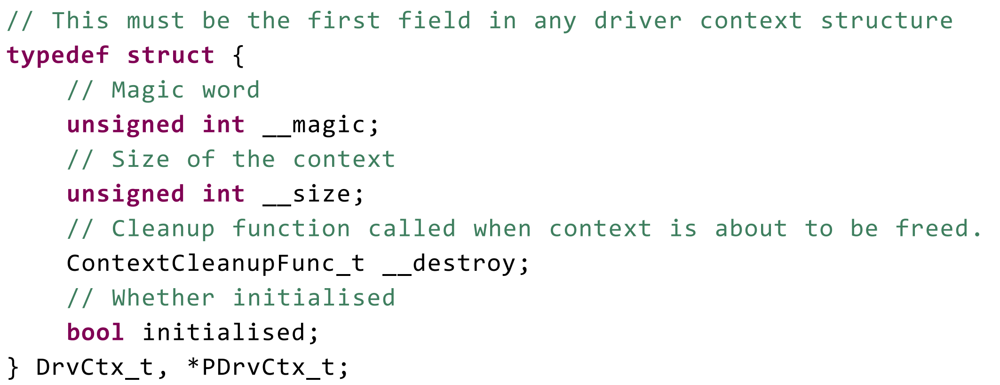 // This must be the first field in any driver context structure
typedef struct {
    // Magic word
    unsigned int __magic;
    // Size of the context
    unsigned int __size;
    // Cleanup function called when context is about to be freed.
    ContextCleanupFunc_t __destroy;
    // Whether initialised
    bool initialised;
} DrvCtx_t, *PDrvCtx_t;